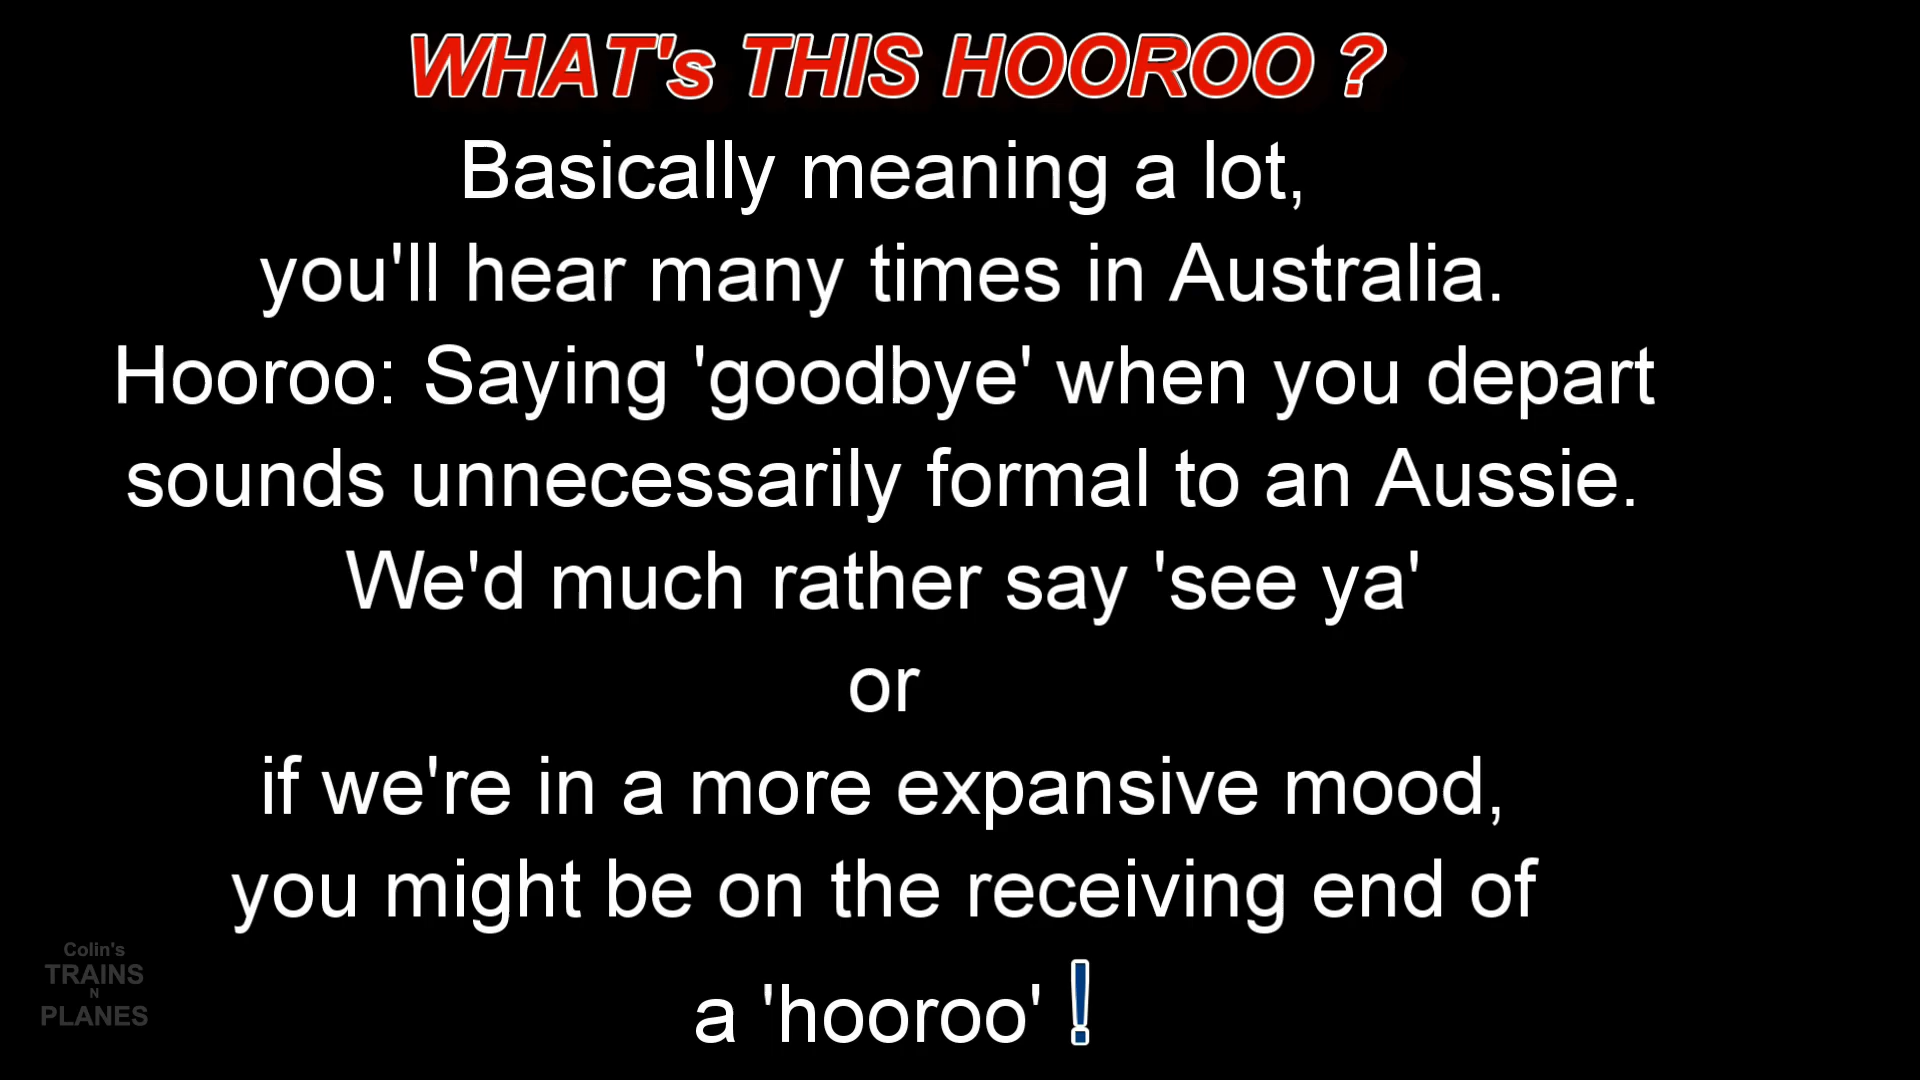 WHAT's THIS HOOROO ?
Basically meaning a lot,
you'll hear many times in Australia.
Hooroo: Saying 'goodbye' when you depart
sounds unnecessarily formal to an Aussie.
We'd much rather say 'see ya'
or
if we're in a more expansive mood,
you might be on the receiving end of
a 'hooroo' !
Colin's
TRAINS
N
PLANES